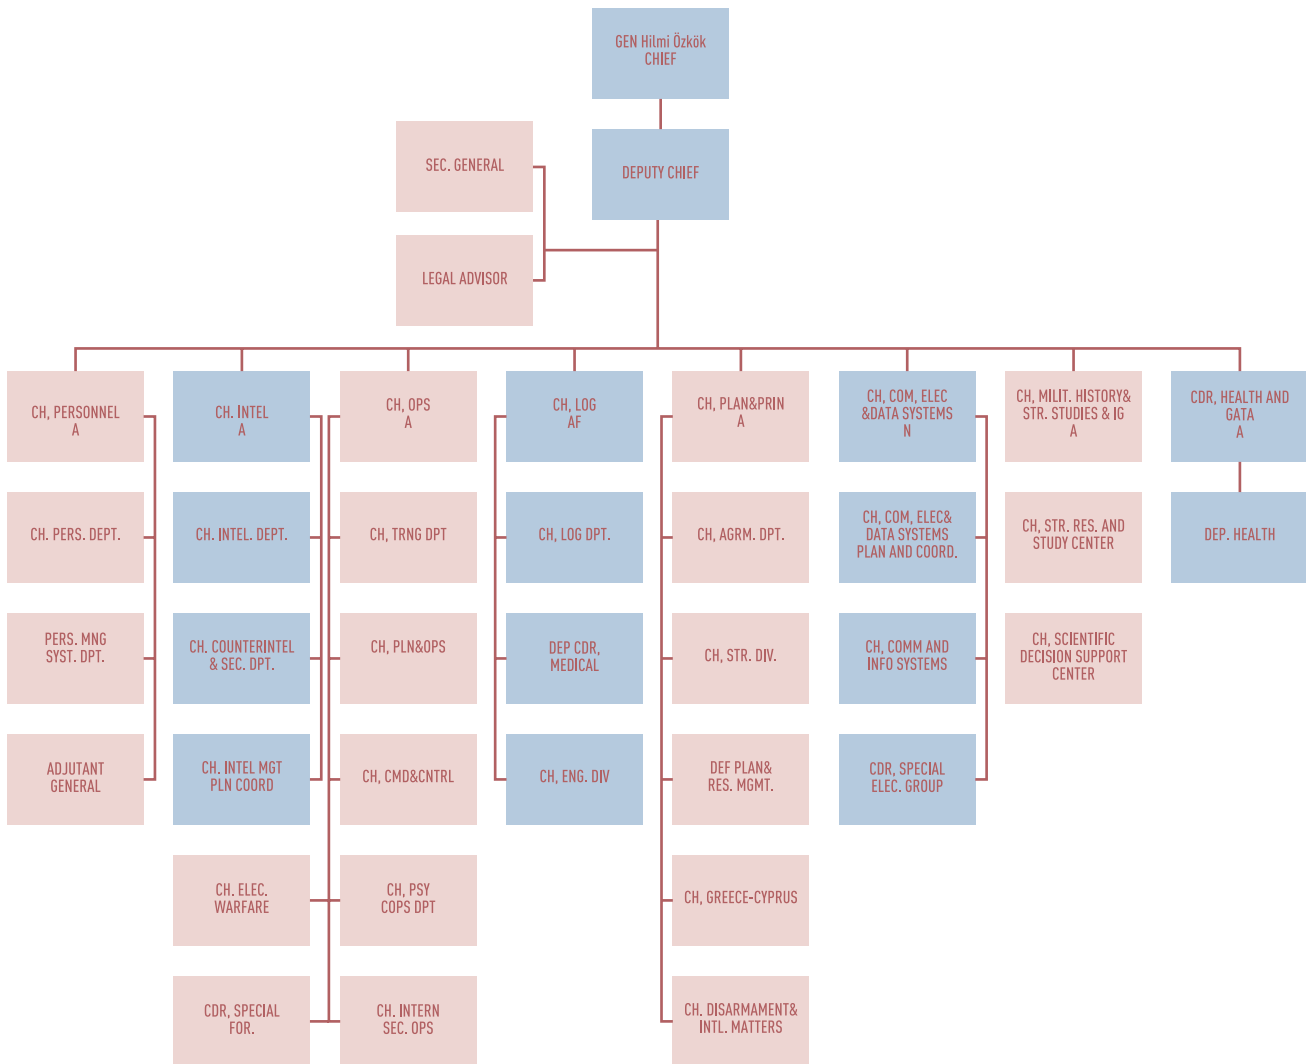 GEN Hilmi Özkök
CHIEF
DEPUTY CHIEF
SEC. GENERAL
LEGAL ADVISOR
CH, PERSONNEL
A
CH. PERS. DEPT.
PERS. MNG
SYST. DPT.
ADJUTANT
GENERAL
CH. INTEL
A
CH. INTEL. DEPT.
CH. COUNTERINTEL
& SEC. DPT.
CH. INTEL MGT
PLN COORD
CH, OPS
A
CH, TRNG DPT
CH, PLN&OPS
CH, CMD&CNTRL
CH. ELEC.
WARFARE
CH, PSY
COPS DPT
CDR, SPECIAL
FOR.
CH. INTERN
SEC. OPS
CH, LOG
AF
CH, LOG DPT.
DEP CDR,
MEDICAL
CH, ENG. DIV
CH, PLAN&PRIN
A
CH, AGRM. DPT.
CH, STR. DIV.
DEF PLAN&
RES. MGMT.
CH, GREECE-CYPRUS
CH. DISARMAMENT&
INTL. MATTERS
CH, COM, ELEC
&DATA SYSTEMS
N
CH, COM, ELEC&
DATA SYSTEMS
PLAN AND COORD.
CH, COMM AND
INFO SYSTEMS
CDR, SPECIAL
ELEC. GROUP
CH, MILIT. HISTORY&
STR. STUDIES & IG
A
CH, STR. RES. AND
STUDY CENTER
CH, SCIENTIFIC
DECISION SUPPORT
CENTER
CDR, HEALTH AND
GATA
A
DEP. HEALTH